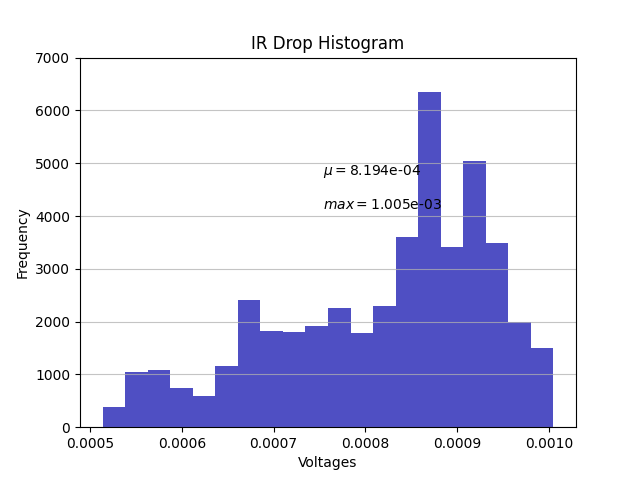 IR Drop Histogram
7000
6000
5000
4000
3000
2000
1000
0
Frequency
μ = 8.194e-04
max = 1.005e-03
0.0005 0.0006 0.0007 0.0008 0.0009 0.0010
Voltages